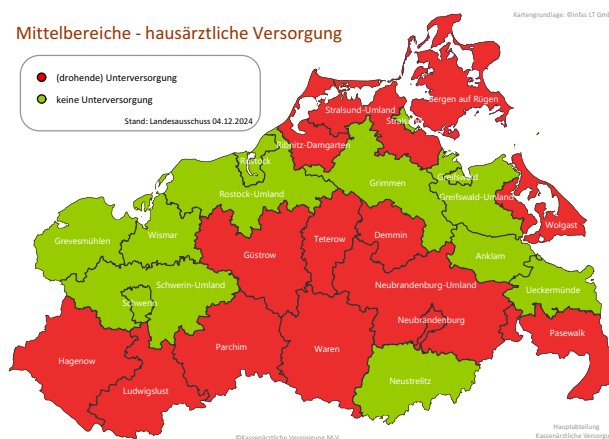 Mittelbereiche - hausärztliche Versorgung
Kartengrundlage: ©infas LT Gmb
(drohende) Unterversorgung
keine Unterversorgung
Stand: Landesausschuss 04.12.2024
Bergen auf Rügen
Stralsund-Umland
Stralsund
Ribnitz-Damgarten
Rostock
Greifswald
Grimmen
Rostock-Umland
Greifswald-Umland
Wolgast
Wismar
Demmin
Grevesmühlen
Teterow
Güstrow
Anklam
Schwerin-Umland
Neubrandenburg-Umland
Ueckermünde
Schwerin
Neubrandenburg
Pasewalk
Parchim
Waren
Hagenow
Neustrelitz
Ludwigslust
Hauptabteilung
©Kassenärztliche Vereinigung M-V
Kassenärztliche Versorgu